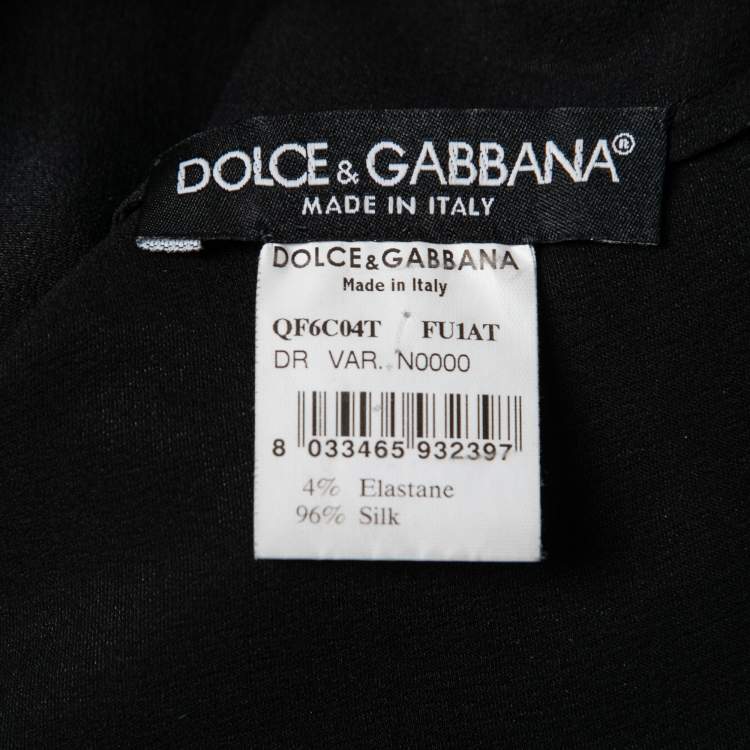 DOLCE & GABBANA®
MADE IN ITALY
DOLCE & GABBANA
Made in Italy
QF6C04T FU1AT
DR VAR. N0000
8 033465 932397
4% Elastane
96% Silk